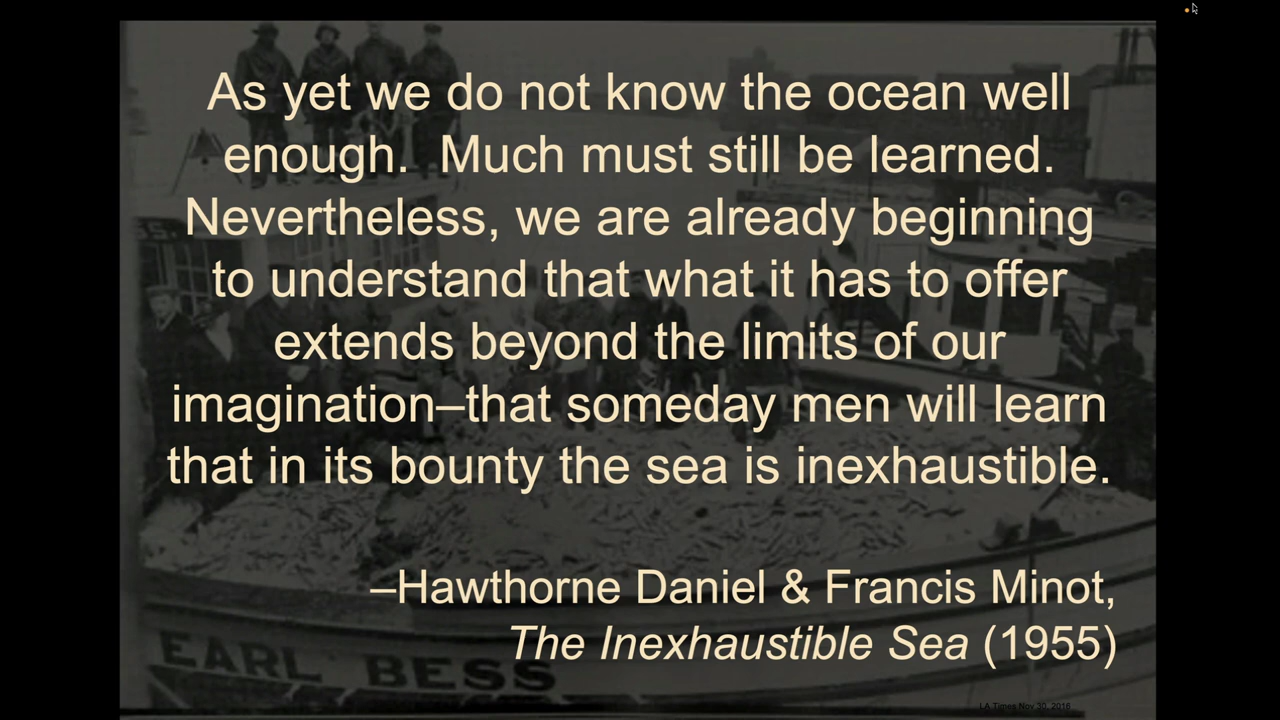 As yet we do not know the ocean well
enough.  Much must still be learned.
Nevertheless, we are already beginning
to understand that what it has to offer
extends beyond the limits of our
imagination–that someday men will learn
that in its bounty the sea is inexhaustible.
–Hawthorne Daniel & Francis Minot,
The Inexhaustible Sea (1955)
EARL BESS
LA Times Nov 30, 2016